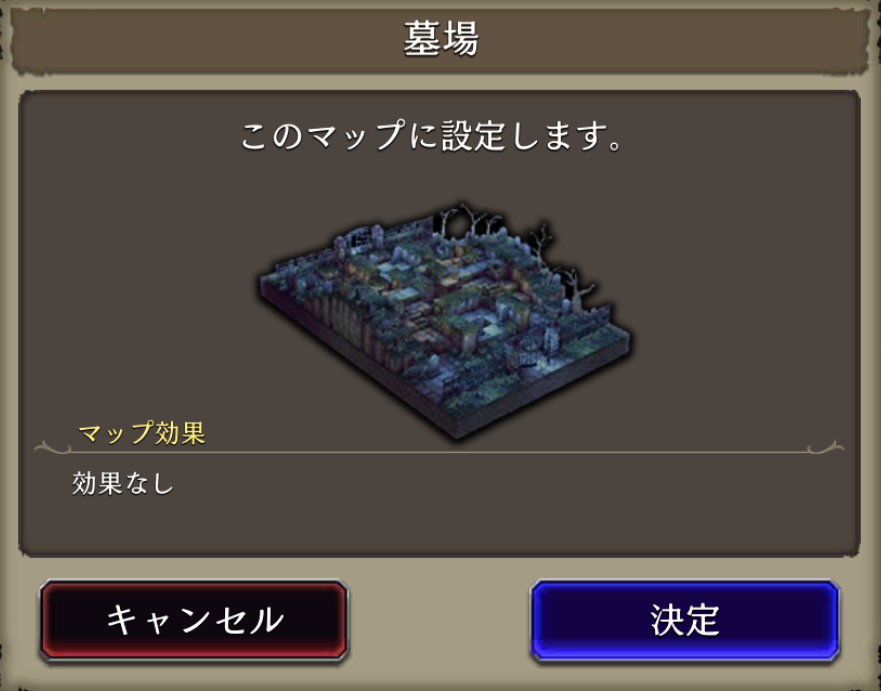 墓場
このマップに設定します。
マップ効果
効果なし
キャンセル
決定